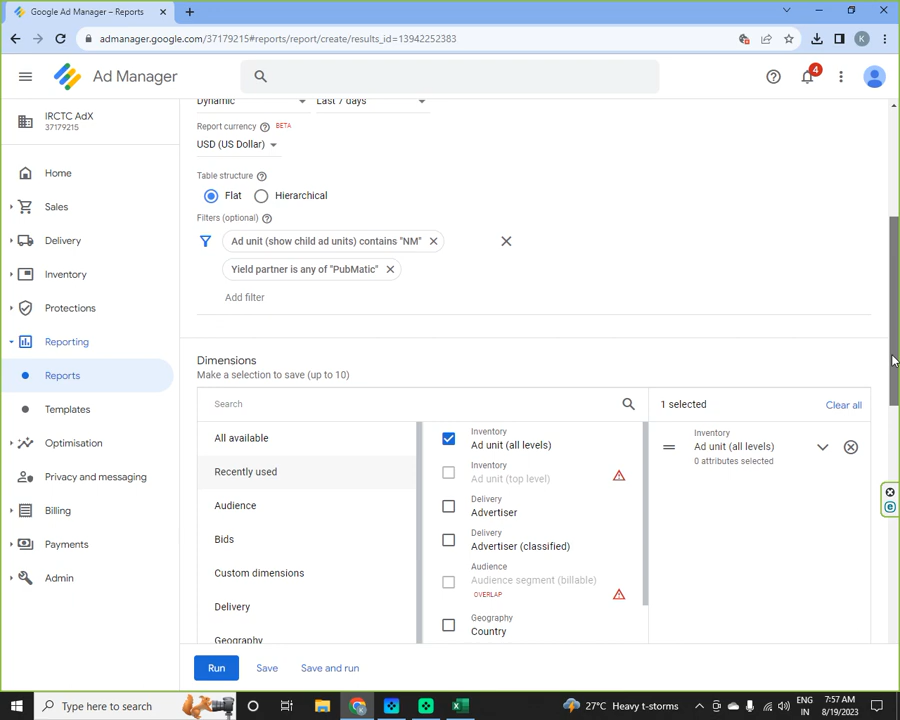 Google Ad Manager – Reports
admanager.google.com/37179215#reports/report/create/results_id=13942252383
K
Ad Manager
4
IRCTC AdX
37179215
Home
Sales
Delivery
Inventory
Protections
Reporting
Reports
Templates
Optimisation
Privacy and messaging
Billing
Payments
Admin
Dynamic
Last 7 days
Report currency
BETA
USD (US Dollar)
Table structure
Flat
Hierarchical
Filters (optional)
Ad unit (show child ad units) contains "NM"
Yield partner is any of "PubMatic"
Add filter
Dimensions
Make a selection to save (up to 10)
Search
All available
Recently used
Audience
Bids
Custom dimensions
Delivery
Geography
Inventory
Ad unit (all levels)
Inventory
Ad unit (top level)
Delivery
Advertiser
Delivery
Advertiser (classified)
Audience
Audience segment (billable)
OVERLAP
Geography
Country
1 selected
Clear all
Inventory
Ad unit (all levels)
0 attributes selected
Run
Save
Save and run
Type here to search
27°C Heavy t-storms
ENG
IN
7:57 AM
8/19/2023